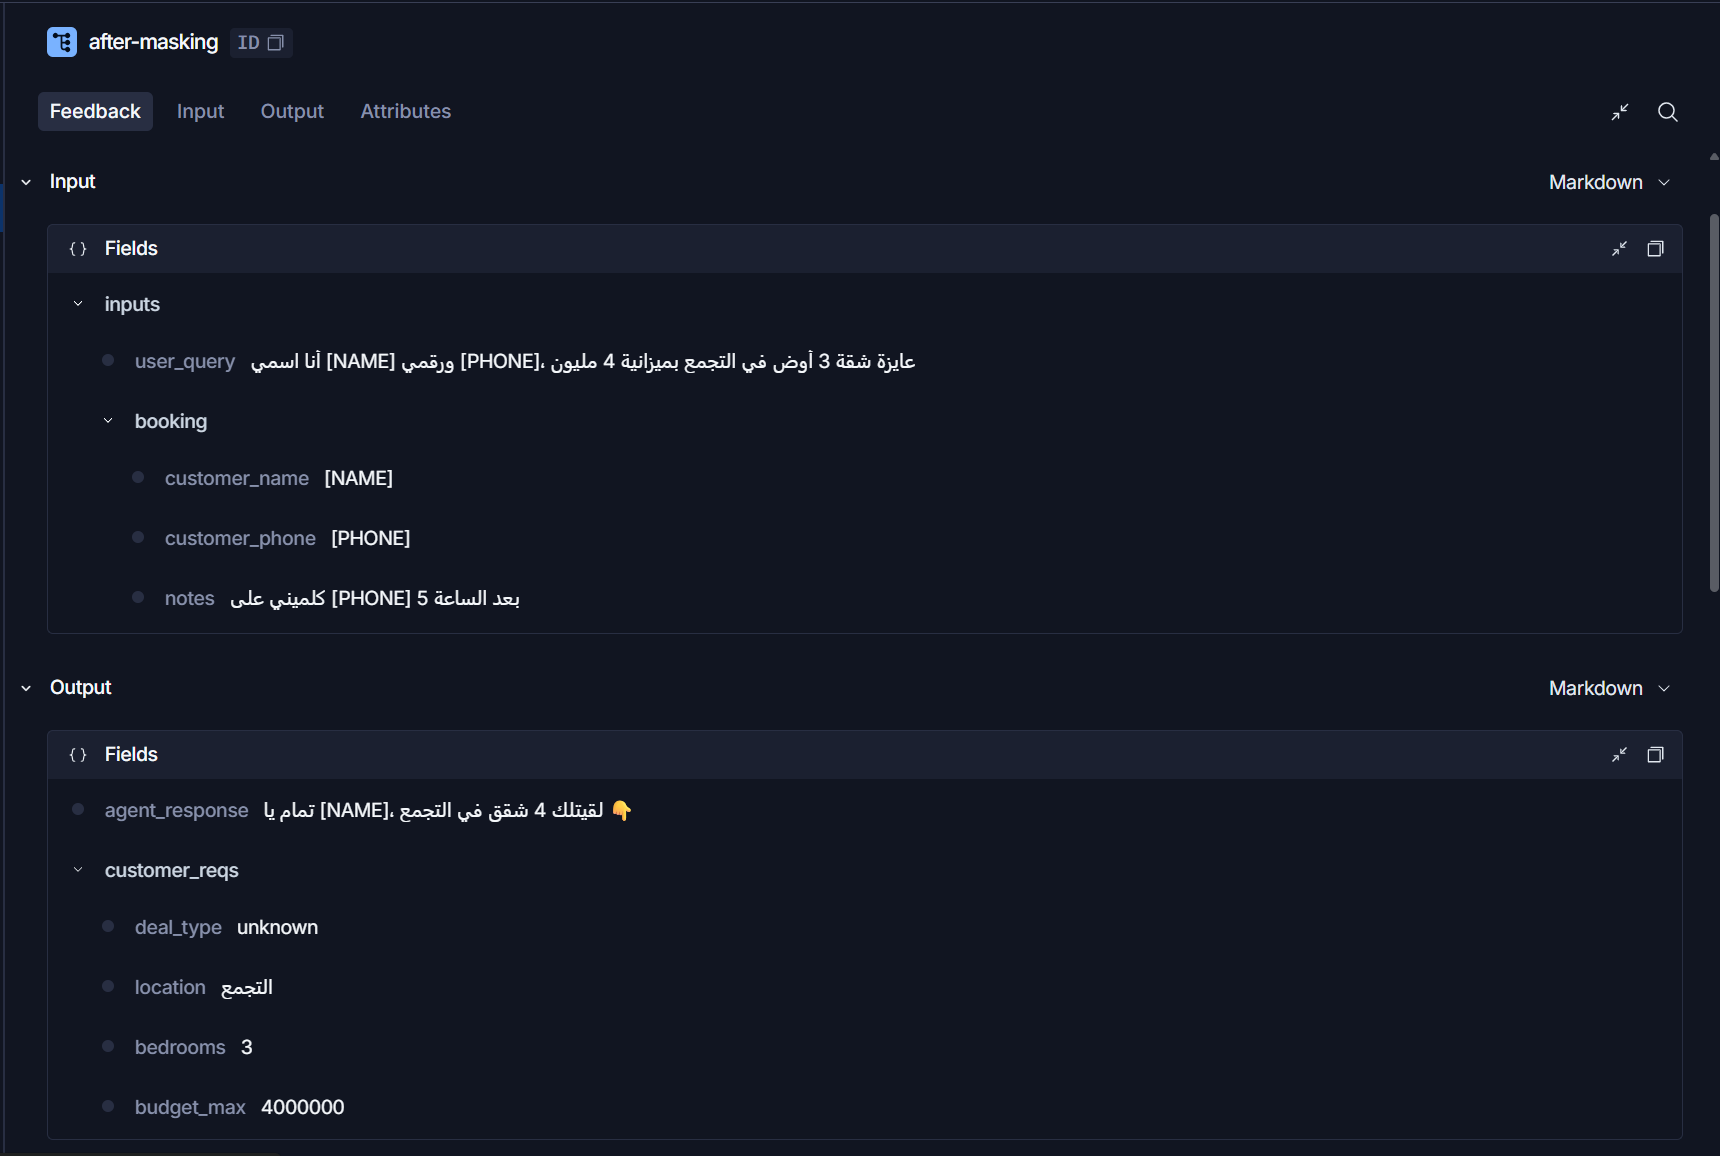 after-masking ID
Feedback Input Output Attributes
Input Markdown
{} Fields
inputs
user_query أنا اسمي [NAME] ورقمي [PHONE]، عايزة شقة 3 أوض في التجمع بميزانية 4 مليون
booking
customer_name [NAME]
customer_phone [PHONE]
notes كلميني على [PHONE] بعد الساعة 5
Output Markdown
{} Fields
agent_response تمام يا [NAME]، لقيتلك 4 شقق في التجمع 👇
customer_reqs
deal_type unknown
location التجمع
bedrooms 3
budget_max 4000000